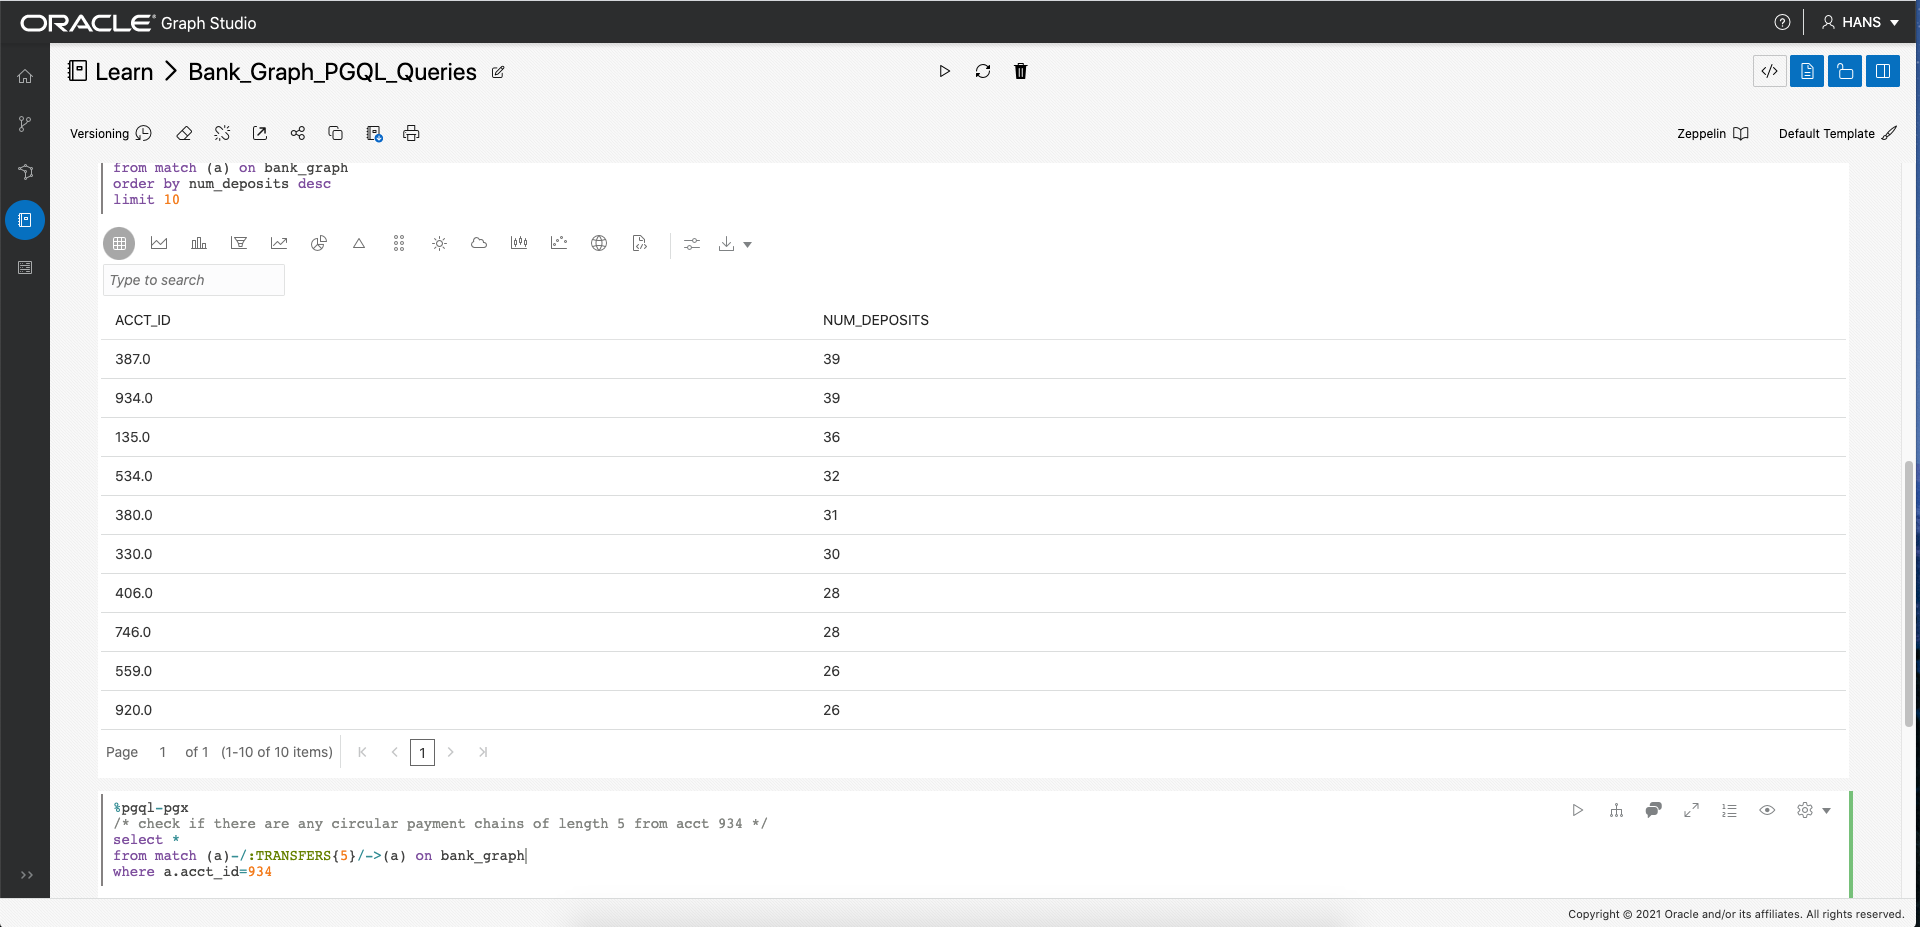 ORACLE® Graph Studio
HANS
Learn > Bank_Graph_PGQL_Queries
Versioning
Zeppelin
Default Template
from match (a) on bank_graph
order by num_deposits desc
limit 10
Type to search
ACCT_ID NUM_DEPOSITS
387.0 39
934.0 39
135.0 36
534.0 32
380.0 31
330.0 30
406.0 28
746.0 28
559.0 26
920.0 26
Page 1 of 1 (1-10 of 10 items) 1
%pgql-pgx
/* check if there are any circular payment chains of length 5 from acct 934 */
select *
from match (a)-/:TRANSFERS{5}/->(a) on bank_graph
where a.acct_id=934
Copyright © 2021 Oracle and/or its affiliates. All rights reserved.